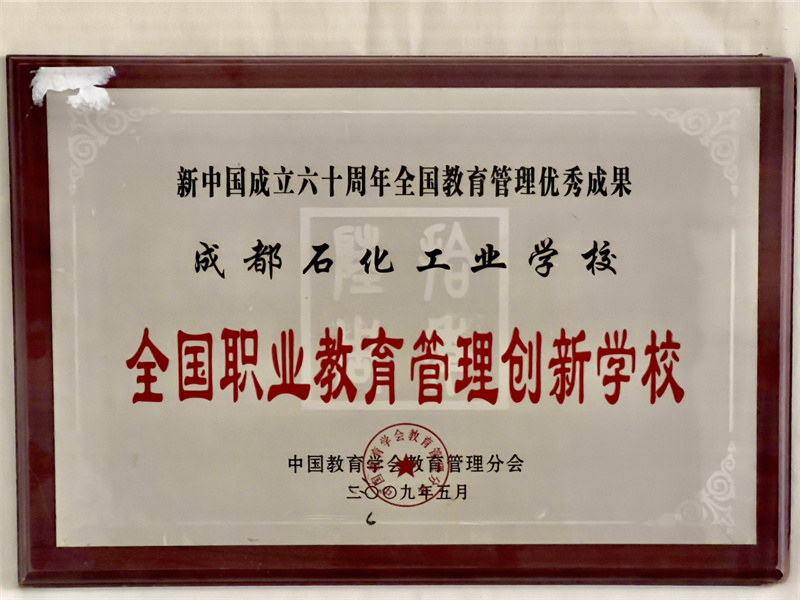 新中国成立六十周年全国教育管理优秀成果
成都石化工业学校
全国职业教育管理创新学校
中国教育学会教育管理分会
二〇〇九年五月